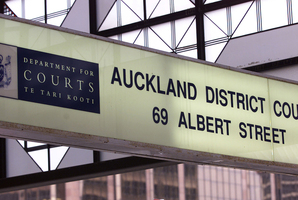 DEPARTMENT FOR
COURTS
TE TARI KOOTI
AUCKLAND DISTRICT COU
69 ALBERT STREET